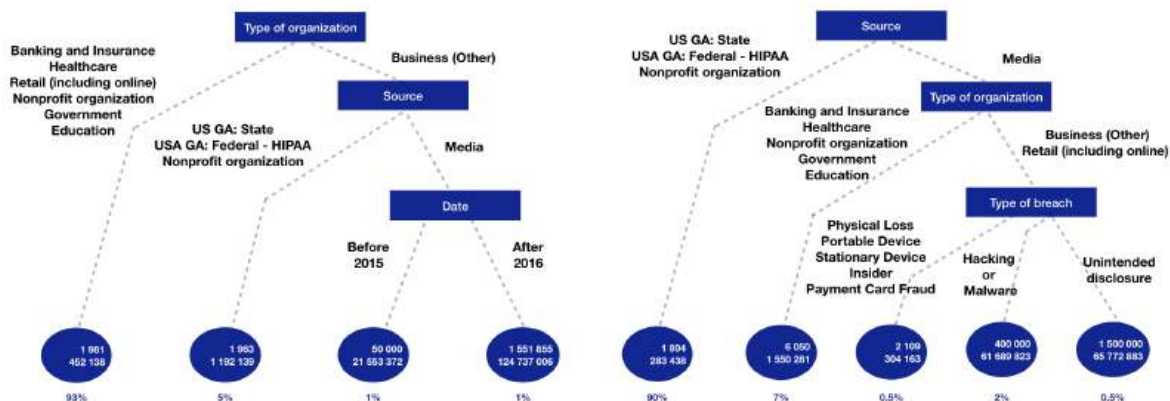 Type of organization
Banking and Insurance
Healthcare
Retail (including online)
Nonprofit organization
Government
Education
Business (Other)
Source
US GA: State
USA GA: Federal - HIPAA
Nonprofit organization
Media
Date
Before
2015
After
2016
1 981
452 138
1 963
1 192 139
50 000
21 553 372
1 551 855
124 737 006
93%
5%
1%
1%
Source
US GA: State
USA GA: Federal - HIPAA
Nonprofit organization
Media
Type of organization
Banking and Insurance
Healthcare
Nonprofit organization
Government
Education
Business (Other)
Retail (including online)
Type of breach
Physical Loss
Portable Device
Stationary Device
Insider
Payment Card Fraud
Hacking
or
Malware
Unintended
disclosure
1 804
283 438
6 050
1 550 281
2 109
304 163
400 000
61 689 823
1 500 000
65 772 883
90%
7%
0.5%
2%
0.5%